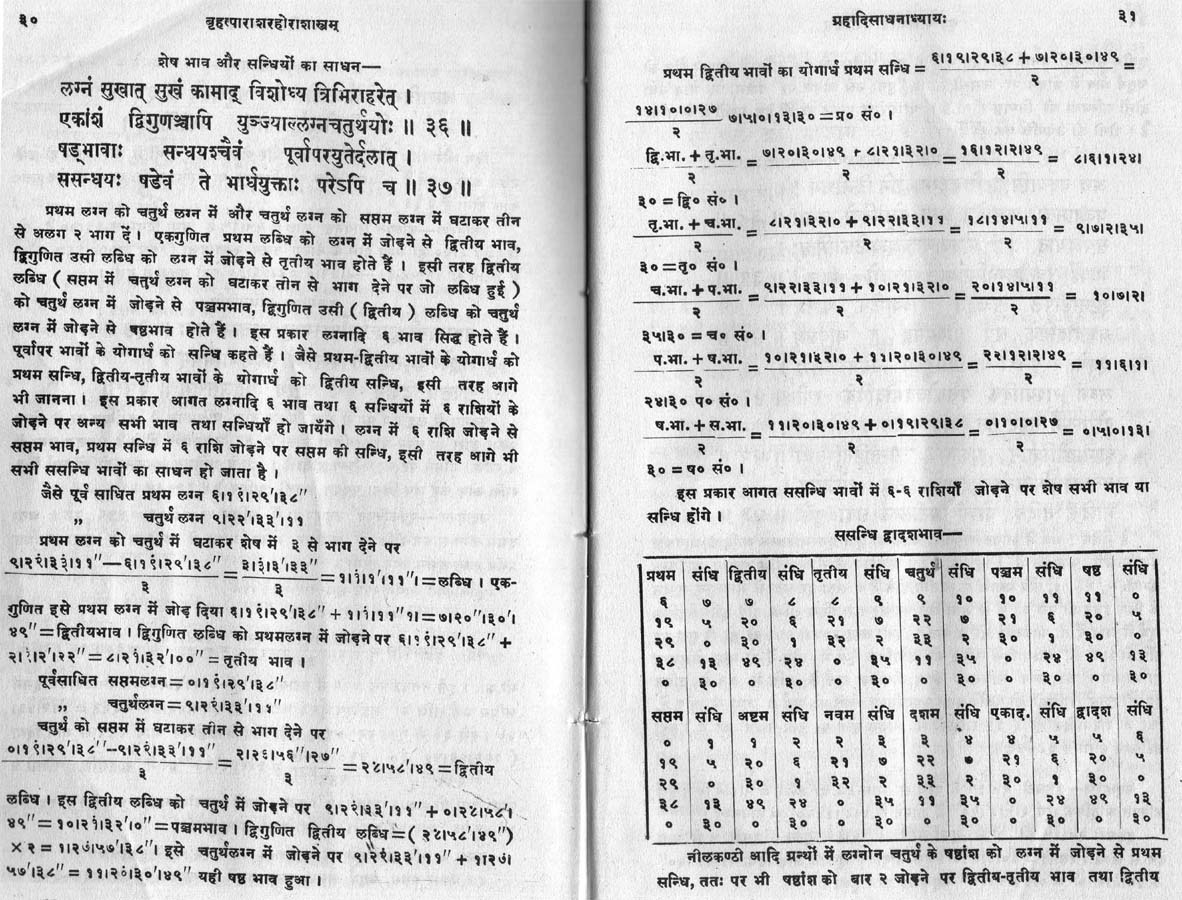 ३०
बृहत्पाराशरहोराशास्त्रम्
शेष भाव और सन्धियों का साधन—
लग्नं सुखात् सुखं कामाद् विशोध्य त्रिभिराहरेत् ।
एकांशं द्विगुणञ्चापि युञ्ज्याल्लग्नचतुर्थयोः ॥ ३६ ॥
षड्भावाः सन्धयश्चैवं पूर्वापरयुतेर्दलात् ।
ससन्धयः षडेवं ते भार्धयुक्ताः परेऽपि च ॥ ३७ ॥
प्रथम लग्न को चतुर्थ लग्न में और चतुर्थ लग्न को सप्तम लग्न में घटाकर तीन
से अलग २ भाग दें । एकगुणित प्रथम लब्धि को लग्न में जोड़ने से द्वितीय भाव,
द्विगुणित उसी लब्धि को लग्न में जोड़ने से तृतीय भाव होते हैं । इसी तरह द्वितीय
लब्धि ( सप्तम में चतुर्थ लग्न को घटाकर तीन से भाग देने पर जो लब्धि हुई )
को चतुर्थ लग्न में जोड़ने से पञ्चमभाव, द्विगुणित उसी (द्वितीय) लब्धि को चतुर्थ
लग्न में जोड़ने से षष्ठभाव होते हैं । इस प्रकार लग्नादि ६ भाव सिद्ध होते हैं ।
पूर्वापर भावों के योगार्ध को सन्धि कहते हैं । जैसे प्रथम-द्वितीय भावों के योगार्ध को
प्रथम सन्धि, द्वितीय-तृतीय भावों के योगार्ध को द्वितीय सन्धि, इसी तरह आगे
भी जानना । इस प्रकार आगत लग्नादि ६ भाव तथा ६ सन्धियों में ६ राशियों के
जोड़ने पर अन्य सभी भाव तथा सन्धियाँ हो जायँगे । लग्न में ६ राशि जोड़ने से
सप्तम भाव, प्रथम सन्धि में ६ राशि जोड़ने पर सप्तम की सन्धि, इसी तरह आगे भी
सभी ससन्धि भावों का साधन हो जाता है ।
जैसे पूर्व साधित प्रथम लग्न ६।१९।२९'।३८''
„ चतुर्थ लग्न ९।२२'।३३'।११
प्रथम लग्न को चतुर्थ में घटाकर शेष में ३ से भाग देने पर
९।२२।३३।११''—६।१९।२९'।३८'' / ३ = ३।३।३'।३३'' / ३ = १।१।१'।११''।=लब्धि । एक-
गुणित इसे प्रथम लग्न में जोड़ दिया ६।१९।२९'।३८'' + १।१।१।११''।=७।२०''।३०'।
४९''=द्वितीयभाव । द्विगुणित लब्धि को प्रथमलग्न में जोड़ने पर ६।१९।२९'।३८''+
२।२।२'।२२''=८।२१।३२'।००''=तृतीय भाव ।
पूर्वसाधित सप्तमलग्न=०।१९।२९'।३८''
„ चतुर्थलग्न=९।२२।३३'।११''
चतुर्थ को सप्तम में घटाकर तीन से भाग देने पर
०।१९।२९'।३८''—९।२२।३३'।११'' / ३ = २।२६।५६''।२७'' / ३ = २८।५८'।४९=द्वितीय
लब्धि । इस द्वितीय लब्धि को चतुर्थ में जोड़ने पर ९।२२।३३'।११''+०।२८।५८'।
४९''=१०।२१।३२'।०''=पञ्चमभाव । द्विगुणित द्वितीय लब्धि=(२८।५८'।४९'')
×२=१।२७।५७'।३८''। इसे चतुर्थलग्न में जोड़ने पर ९।२२।३३'।११''+१।२७।
५७'।३८''=११।२०।३०'।४९'' यही षष्ठ भाव हुआ ।
ग्रहादिसाधनाध्यायः
३१
प्रथम द्वितीय भावों का योगार्ध प्रथम सन्धि= ६।१९।२९।३८+७।२०।३०।४९ / २ =
१४।१०।०।२७ / २ ७।५।०।१३।३०=प्र० सं० ।
द्वि.भा.+तृ.भा. / २ = ७।२०।३०।४९+८।२१।३२।० / २ = १६।१२।२।४९ / २ = ८।६।१।२४।
३०=द्वि० सं० ।
तृ.भा.+च.भा. / २ = ८।२१।३२।०+९।२२।३३।११ / २ = १८।१४।५।११ / २ = ९।७।२।३५।
३०=तृ० सं० ।
च.भा.+प.भा. / २ = ९।२२।३३।११+१०।२१।३२।० / २ = २०।१४।५।११ / २ = १०।७।२।
३५।३०=च० सं० ।
प.भा.+ष.भा. / २ = १०।२१।३२।०+११।२०।३०।४९ / २ = २२।१२।२।४९ / २ = ११।६।१।
२४।३० प० सं० ।
ष.भा.+स.भा. / २ = ११।२०।३०।४९+०।१९।२९।३८ / २ = ०।१०।०।२७ / २ = ०।५।०।१३।
३०=ष० सं० ।
इस प्रकार आगत ससन्धि भावों में ६-६ राशियाँ जोड़ने पर शेष सभी भाव या
सन्धि होंगे ।
ससन्धि द्वादशभाव—
प्रथम संधि द्वितीय संधि तृतीय संधि चतुर्थ संधि पञ्चम संधि षष्ठ संधि
६ ७ ७ ८ ८ ९ ९ १० १० ११ ११ ०
१९ ५ २० ६ २१ ७ २२ ७ २१ ६ २० ५
२९ ० ३० १ ३२ २ ३३ २ ३० १ ३० ०
३८ १३ ४९ २४ ० ३५ ११ ३५ ० २४ ४९ १३
० ३० ० ३० ० ३० ० ३० ० ३० ० ३०
सप्तम संधि अष्टम संधि नवम संधि दशम संधि एकाद. संधि द्वादश संधि
० १ १ २ २ ३ ३ ४ ४ ५ ५ ६
१९ ५ २० ६ २१ ७ २२ ७ २१ ६ २० ५
२९ ० ३० १ ३२ २ ३३ २ ३० १ ३० ०
३८ १३ ४९ २४ ० ३५ ११ ३५ ० २४ ४९ १३
० ३० ० ३० ० ३० ० ३० ० ३० ० ३०
नीलकण्ठी आदि ग्रन्थों में लग्नोन चतुर्थ के षष्ठांश को लग्न में जोड़ने से प्रथम
सन्धि, ततः पर भी षष्ठांश को बार २ जोड़ने पर द्वितीय-तृतीय भाव तथा द्वितीय